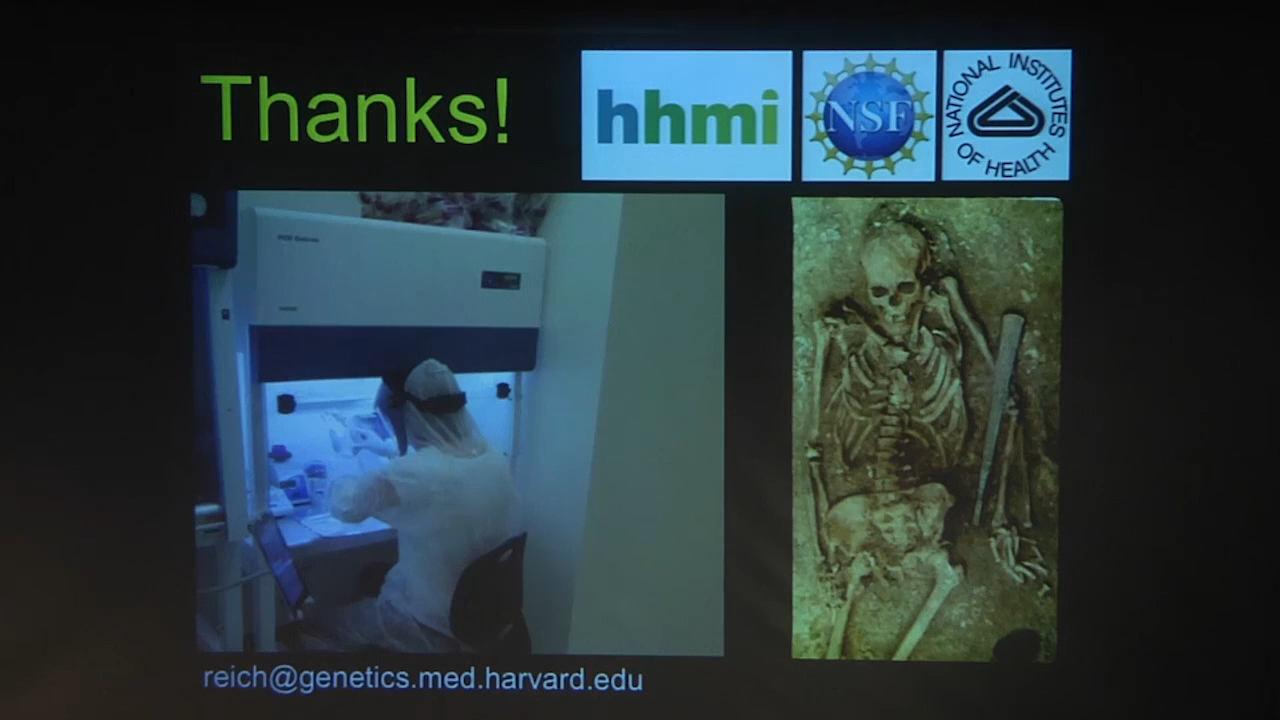 Thanks!
hhmi
NSF
NATIONAL INSTITUTES
OF HEALTH
reich@genetics.med.harvard.edu